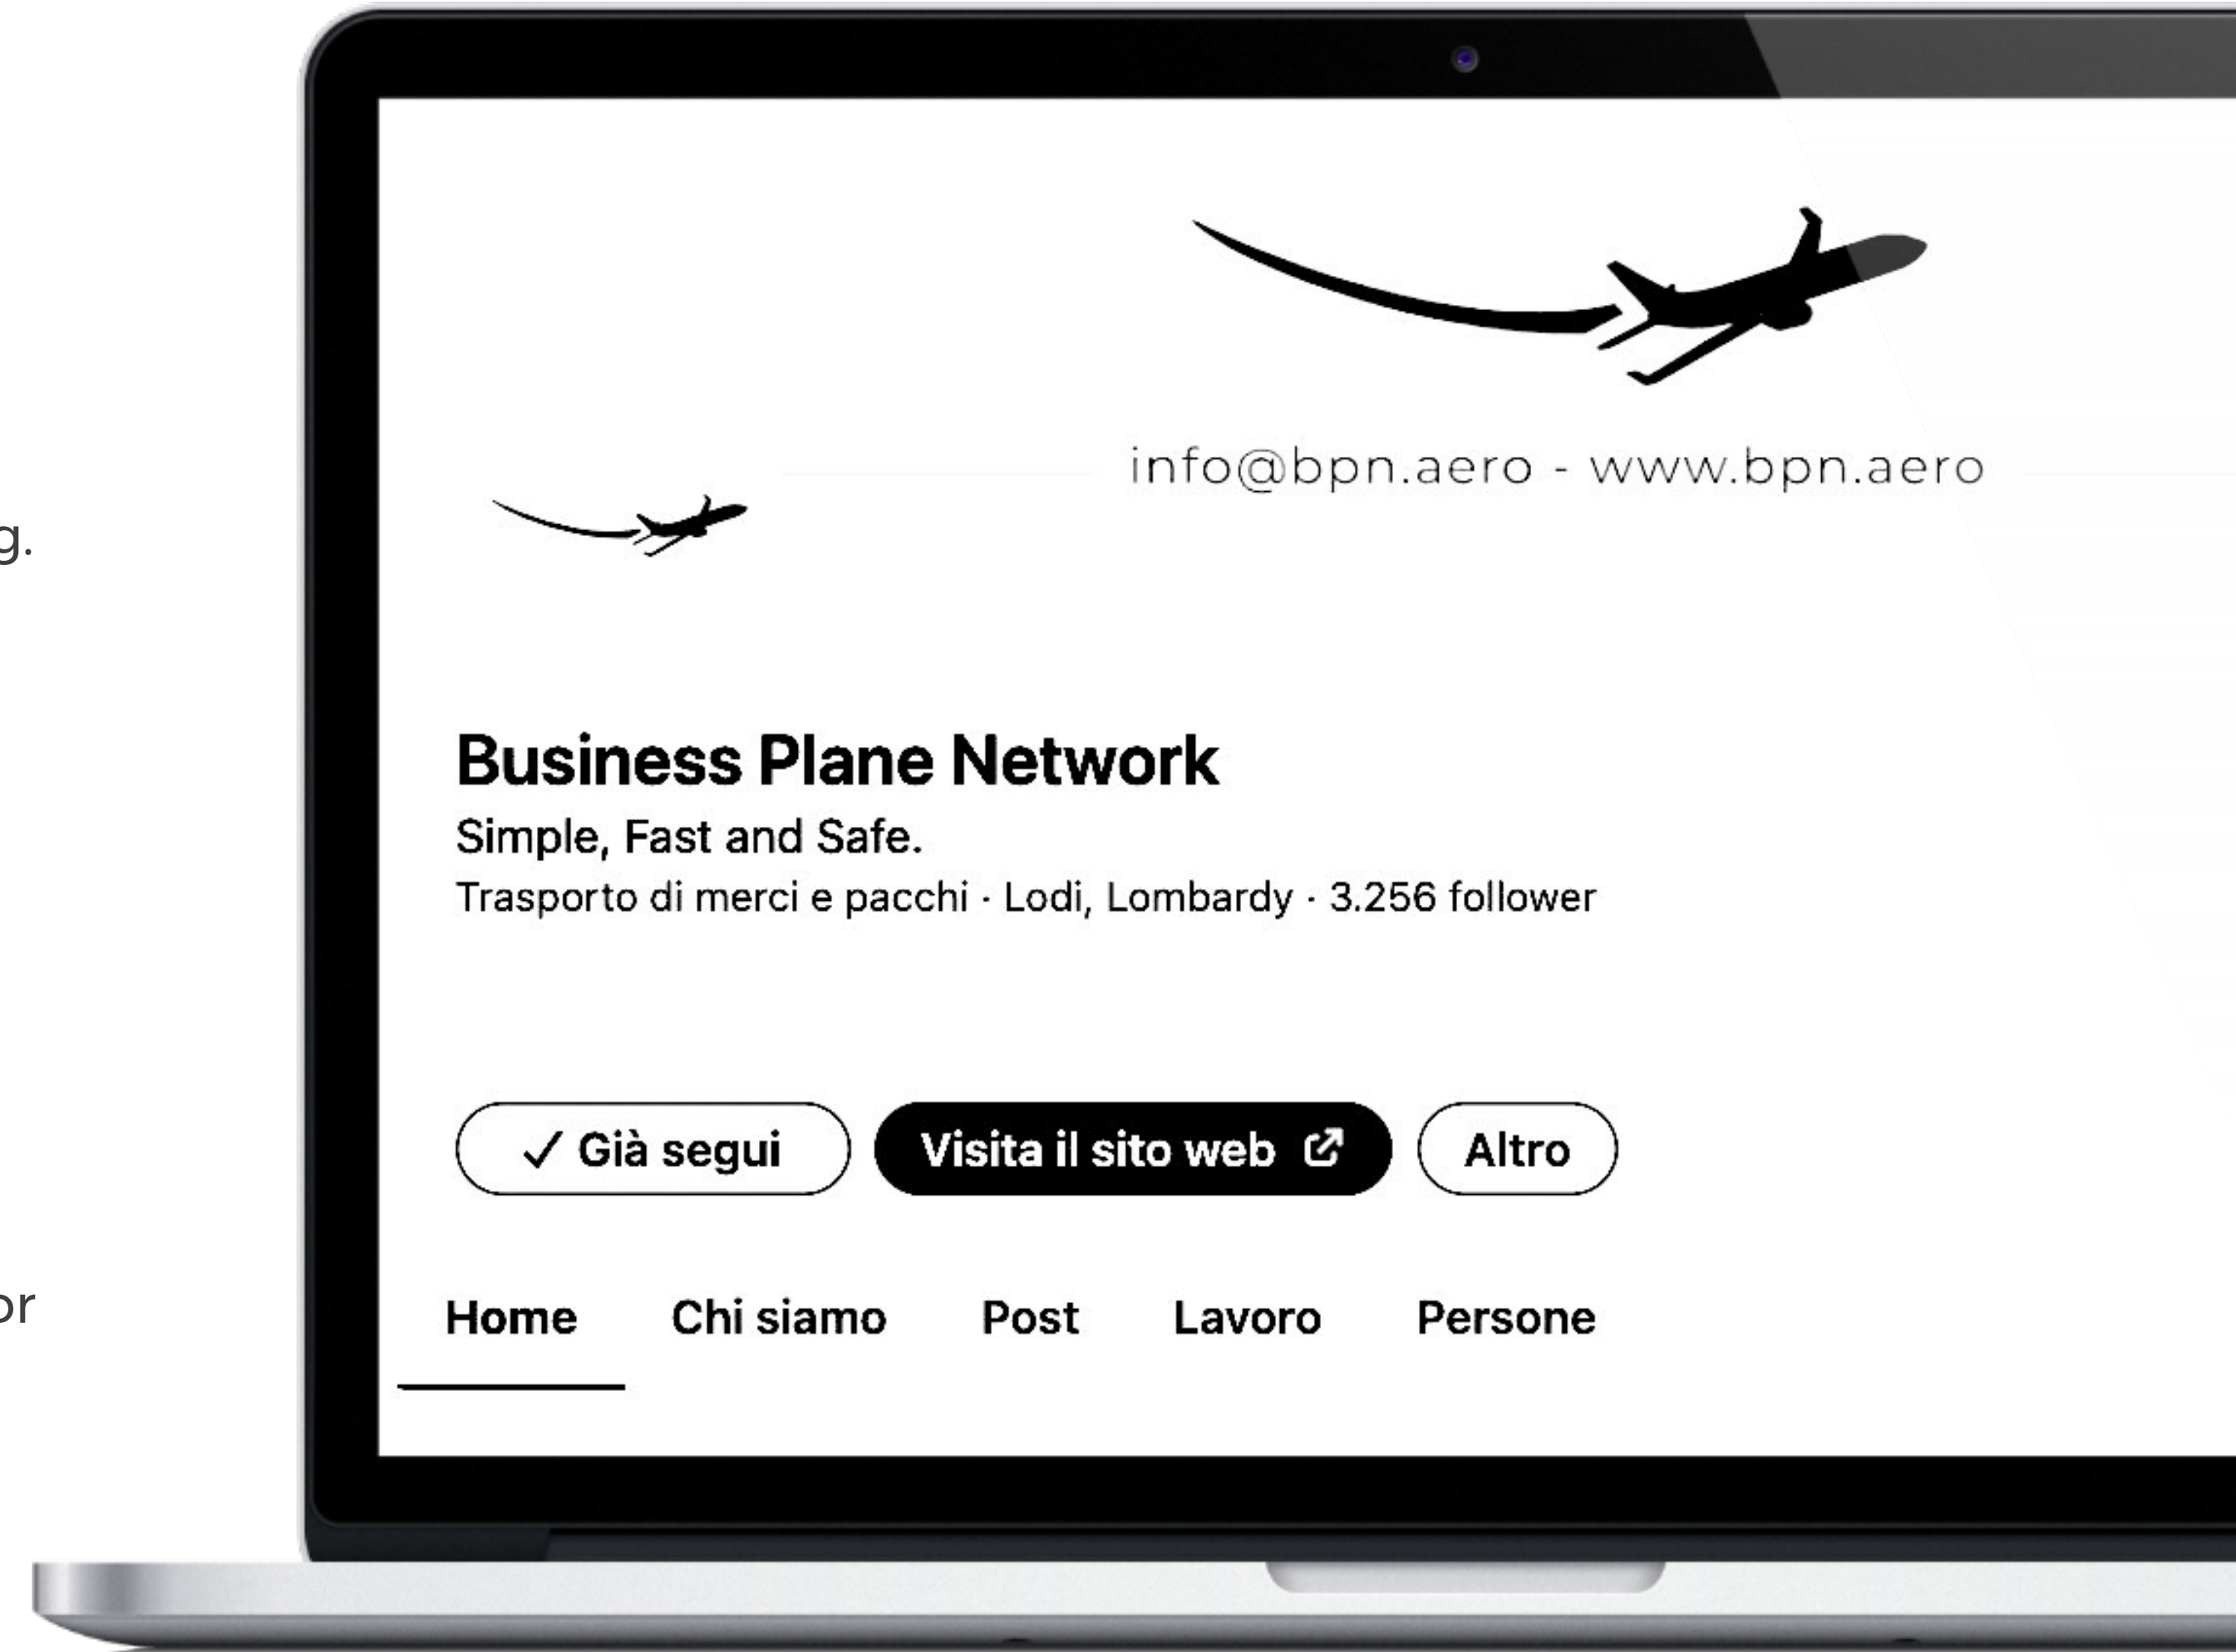 info@bpn.aero - www.bpn.aero
g.
Business Plane Network
Simple, Fast and Safe.
Trasporto di merci e pacchi · Lodi, Lombardy · 3.256 follower
✓ Già segui Visita il sito web Altro
or
Home Chi siamo Post Lavoro Persone